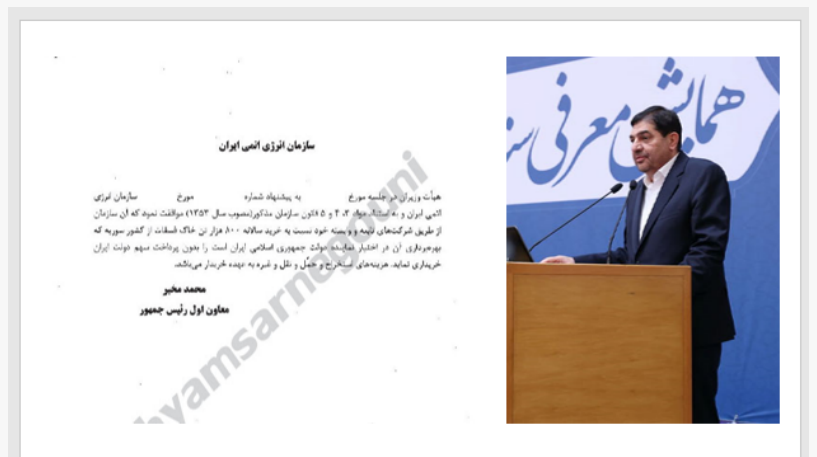 سازمان انرژی اتمی ایران
هیأت وزیران در جلسه مورخ به پیشنهاد شماره مورخ سازمان انرژی
اتمی ایران و به استناد مواد ۳، ۴ و ۵ قانون سازمان مذکور (مصوب سال ۱۳۵۳) موافقت نمود که آن سازمان
از طریق شرکت‌های تابعه و وابسته خود نسبت به خرید سالانه ۸۰۰ هزار تن خاک فسفات از کشور سوریه که
بهره‌برداری آن در اختیار نماینده دولت جمهوری اسلامی ایران است را بدون پرداخت سهم دولت ایران
خریداری نماید. هزینه‌های استخراج و حمل و نقل و غیره به عهده خریدار می‌باشد.
محمد مخبر
معاون اول رئیس جمهور
hyamsarnegouni
همایش معرفی